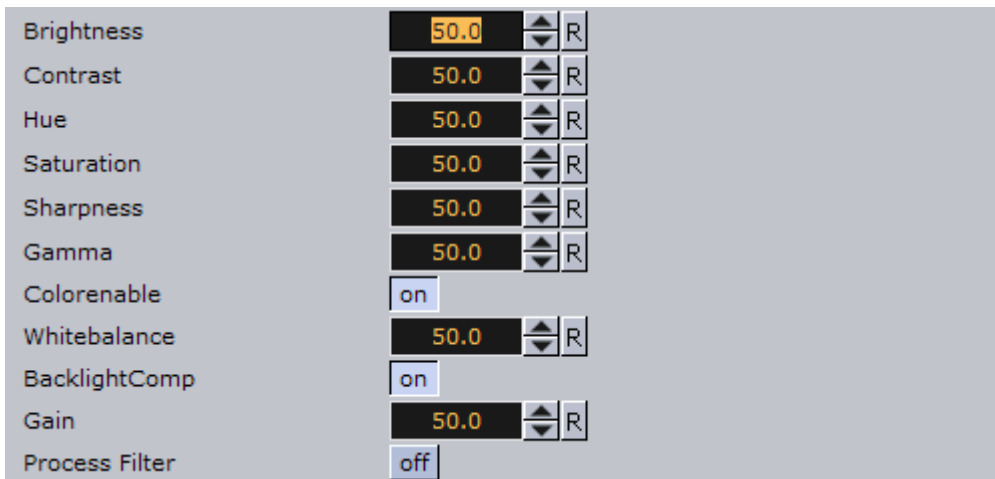 Brightness 50.0 R
Contrast 50.0 R
Hue 50.0 R
Saturation 50.0 R
Sharpness 50.0 R
Gamma 50.0 R
Colorenable on
Whitebalance 50.0 R
BacklightComp on
Gain 50.0 R
Process Filter off